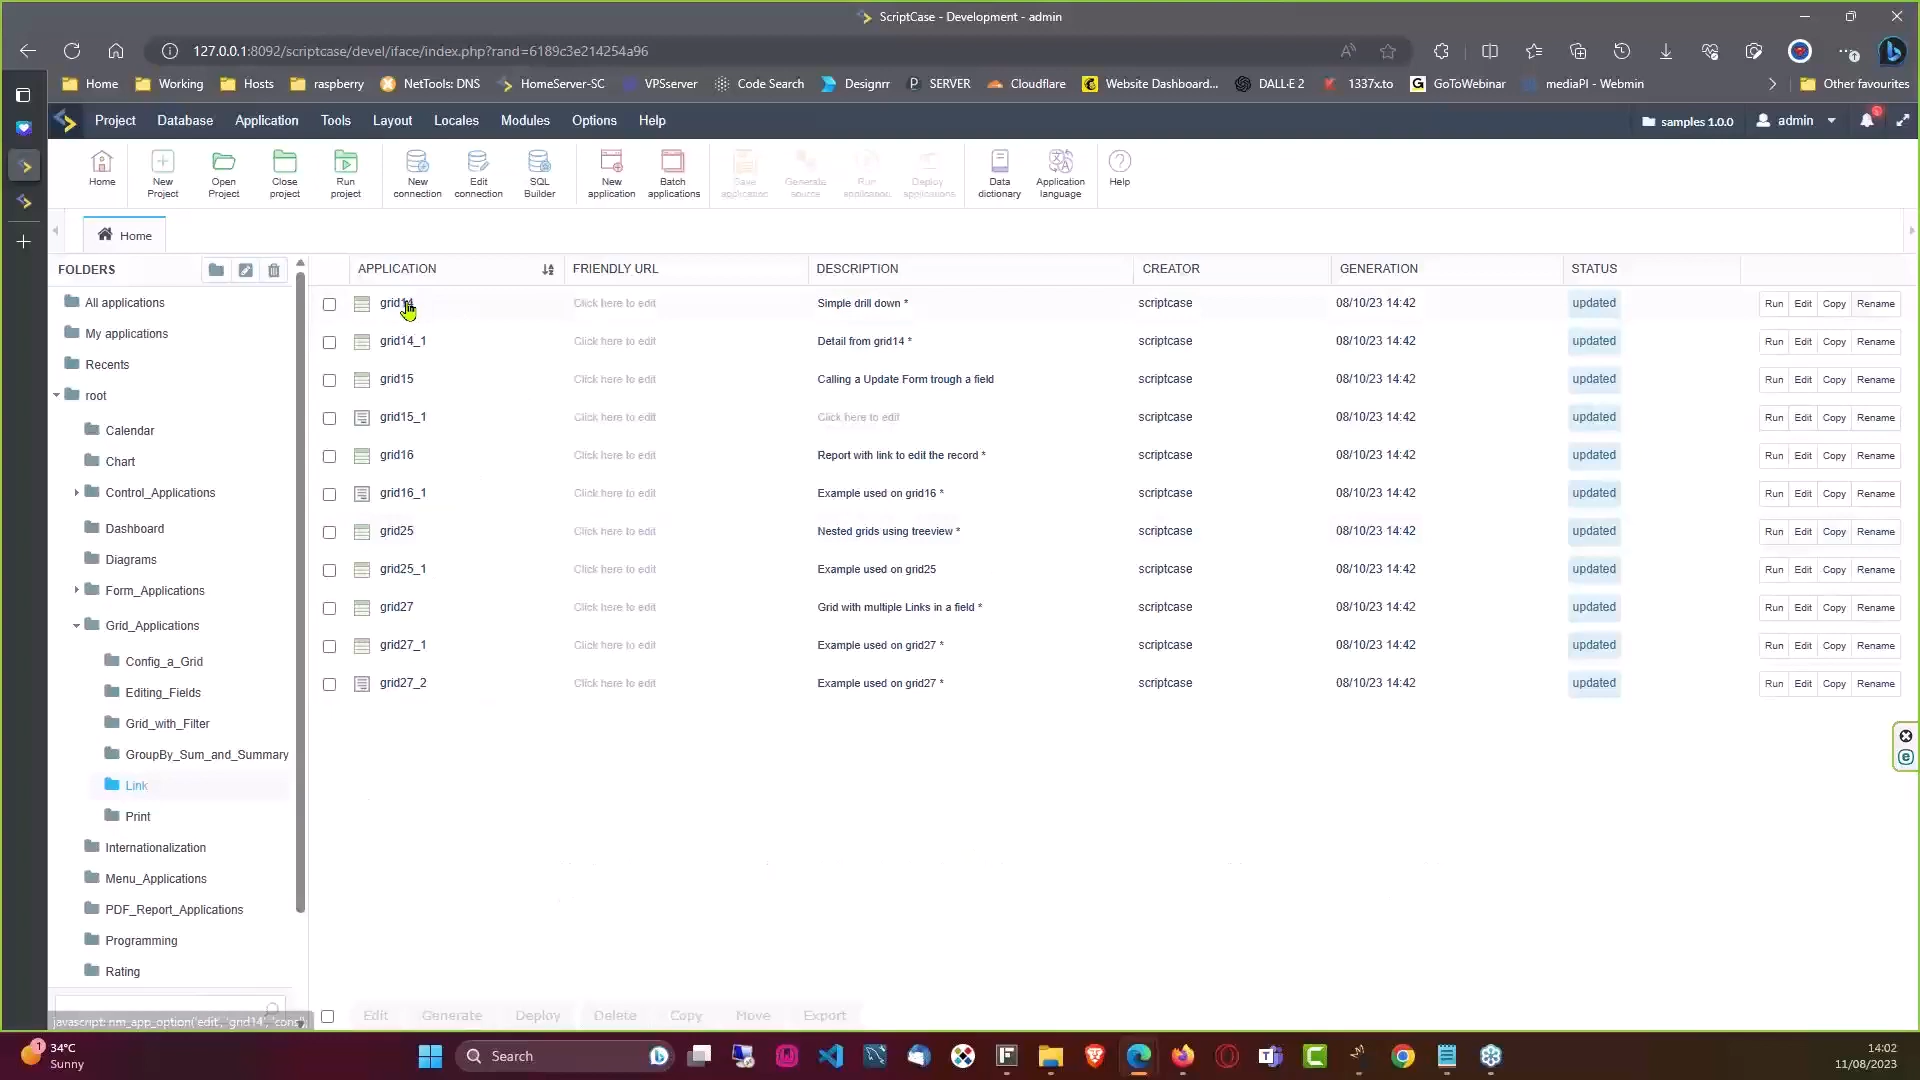 ScriptCase - Development - admin
127.0.0.1:8092/scriptcase/devel/iface/index.php?rand=6189c3e214254a96
Home Working Hosts raspberry NetTools: DNS HomeServer-SC VPSserver Code Search Designrr SERVER Cloudflare Website Dashboard... DALL·E 2 1337x.to GoToWebinar mediaPI - Webmin Other favourites
Project Database Application Tools Layout Locales Modules Options Help samples 1.0.0 admin
Home New Project Open Project Close project Run project New connection Edit connection SQL Builder New application Batch applications Save application Generate source Run application Deploy applications Data dictionary Application language Help
Home
FOLDERS
All applications
My applications
Recents
root
Calendar
Chart
Control_Applications
Dashboard
Diagrams
Form_Applications
Grid_Applications
Config_a_Grid
Editing_Fields
Grid_with_Filter
GroupBy_Sum_and_Summary
Link
Print
Internationalization
Menu_Applications
PDF_Report_Applications
Programming
Rating
APPLICATION FRIENDLY URL DESCRIPTION CREATOR GENERATION STATUS
grid14 Click here to edit Simple drill down * scriptcase 08/10/23 14:42 updated Run Edit Copy Rename
grid14_1 Click here to edit Detail from grid14 * scriptcase 08/10/23 14:42 updated Run Edit Copy Rename
grid15 Click here to edit Calling a Update Form trough a field scriptcase 08/10/23 14:42 updated Run Edit Copy Rename
grid15_1 Click here to edit Click here to edit scriptcase 08/10/23 14:42 updated Run Edit Copy Rename
grid16 Click here to edit Report with link to edit the record * scriptcase 08/10/23 14:42 updated Run Edit Copy Rename
grid16_1 Click here to edit Example used on grid16 * scriptcase 08/10/23 14:42 updated Run Edit Copy Rename
grid25 Click here to edit Nested grids using treeview * scriptcase 08/10/23 14:42 updated Run Edit Copy Rename
grid25_1 Click here to edit Example used on grid25 scriptcase 08/10/23 14:42 updated Run Edit Copy Rename
grid27 Click here to edit Grid with multiple Links in a field * scriptcase 08/10/23 14:42 updated Run Edit Copy Rename
grid27_1 Click here to edit Example used on grid27 * scriptcase 08/10/23 14:42 updated Run Edit Copy Rename
grid27_2 Click here to edit Example used on grid27 * scriptcase 08/10/23 14:42 updated Run Edit Copy Rename
Edit Generate Deploy Delete Copy Move Export
javascript: nm_app_option('edit', 'grid14', 'cons')
34°C
Sunny
Search
14:02
11/08/2023